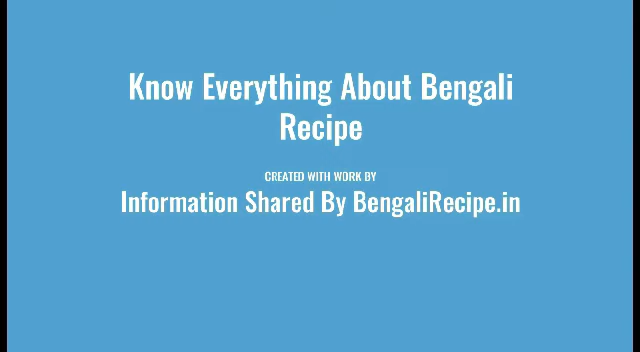 Know Everything About Bengali
Recipe
CREATED WITH WORK BY
Information Shared By BengaliRecipe.in